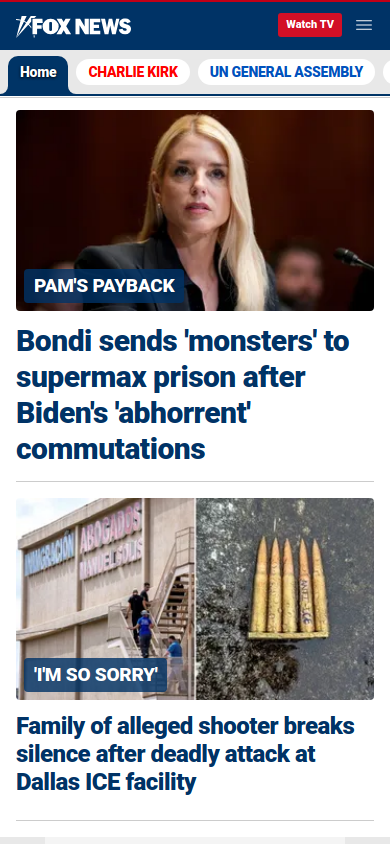 FOX NEWS
Watch TV
Home
CHARLIE KIRK
UN GENERAL ASSEMBLY
PAM'S PAYBACK
Bondi sends 'monsters' to
supermax prison after
Biden's 'abhorrent'
commutations
INMIGRACIÓN
ABOGADOS
MANUEL SOLIS
'I'M SO SORRY'
Family of alleged shooter breaks
silence after deadly attack at
Dallas ICE facility